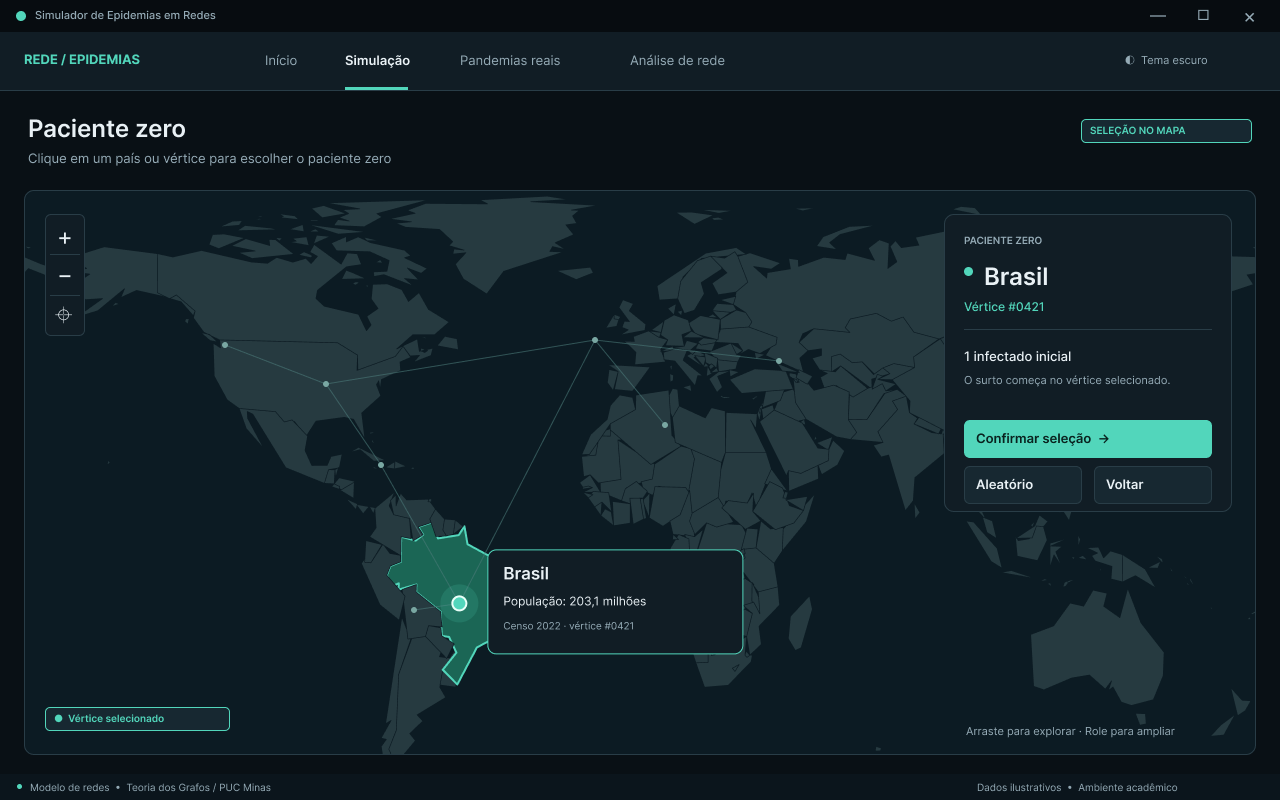 Simulador de Epidemias em Redes
REDE / EPIDEMIAS
Início
Simulação
Pandemias reais
Análise de rede
Tema escuro
Paciente zero
SELEÇÃO NO MAPA
Clique em um país ou vértice para escolher o paciente zero
PACIENTE ZERO
Brasil
Vértice #0421
1 infectado inicial
O surto começa no vértice selecionado.
Confirmar seleção →
Aleatório
Voltar
Brasil
População: 203,1 milhões
Censo 2022 · vértice #0421
Vértice selecionado
Arraste para explorar · Role para ampliar
Modelo de redes • Teoria dos Grafos / PUC Minas
Dados ilustrativos • Ambiente acadêmico